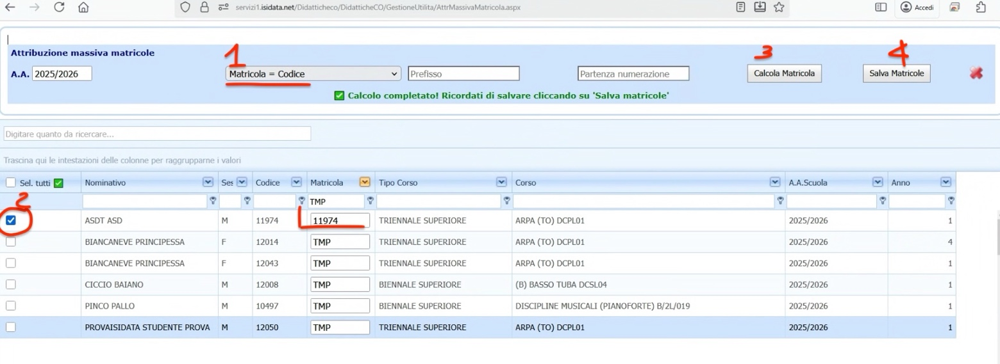 servizi1.isidata.net/Didatticheco/DidatticheCO/GestioneUtilita/AttrMassivaMatricola.aspx
Accedi
Attribuzione massiva matricole
1
3
4
A.A. 2025/2026 Matricola = Codice Prefisso Partenza numerazione Calcola Matricola Salva Matricole
Calcolo completato! Ricordati di salvare cliccando su 'Salva matricole'
Digitare quanto da ricercare...
Trascina qui le intestazioni delle colonne per raggrupparne i valori
Sel. tutti Nominativo Ses Codice Matricola Tipo Corso Corso A.A.Scuola Anno
2
TMP
ASDT ASD M 11974 11974 TRIENNALE SUPERIORE ARPA (TO) DCPL01 2025/2026 1
BIANCANEVE PRINCIPESSA F 12014 TMP TRIENNALE SUPERIORE ARPA (TO) DCPL01 2025/2026 4
BIANCANEVE PRINCIPESSA F 12043 TMP TRIENNALE SUPERIORE ARPA (TO) DCPL01 2025/2026 1
CICCIO BAIANO M 12008 TMP BIENNALE SUPERIORE (B) BASSO TUBA DCSL04 2025/2026 1
PINCO PALLO M 10497 TMP BIENNALE SUPERIORE DISCIPLINE MUSICALI (PIANOFORTE) B/2L/019 2025/2026 1
PROVAISIDATA STUDENTE PROVA M 12050 TMP TRIENNALE SUPERIORE ARPA (TO) DCPL01 2025/2026 1